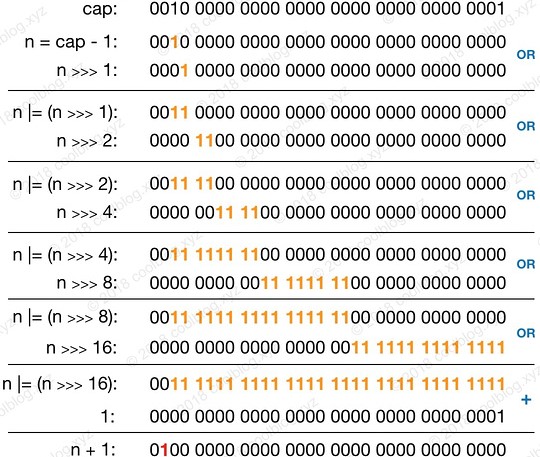 cap: 0010 0000 0000 0000 0000 0000 0000 0001
n = cap - 1: 0010 0000 0000 0000 0000 0000 0000 0000
OR
n >>> 1: 0001 0000 0000 0000 0000 0000 0000 0000
n |= (n >>> 1): 0011 0000 0000 0000 0000 0000 0000 0000
OR
n >>> 2: 0000 1100 0000 0000 0000 0000 0000 0000
n |= (n >>> 2): 0011 1100 0000 0000 0000 0000 0000 0000
OR
n >>> 4: 0000 0011 1100 0000 0000 0000 0000 0000
n |= (n >>> 4): 0011 1111 1100 0000 0000 0000 0000 0000
OR
n >>> 8: 0000 0000 0011 1111 1100 0000 0000 0000
n |= (n >>> 8): 0011 1111 1111 1111 1100 0000 0000 0000
OR
n >>> 16: 0000 0000 0000 0000 0011 1111 1111 1111
n |= (n >>> 16): 0011 1111 1111 1111 1111 1111 1111 1111
+
1: 0000 0000 0000 0000 0000 0000 0000 0001
n + 1: 0100 0000 0000 0000 0000 0000 0000 0000
© 2018 coolblog.xyz